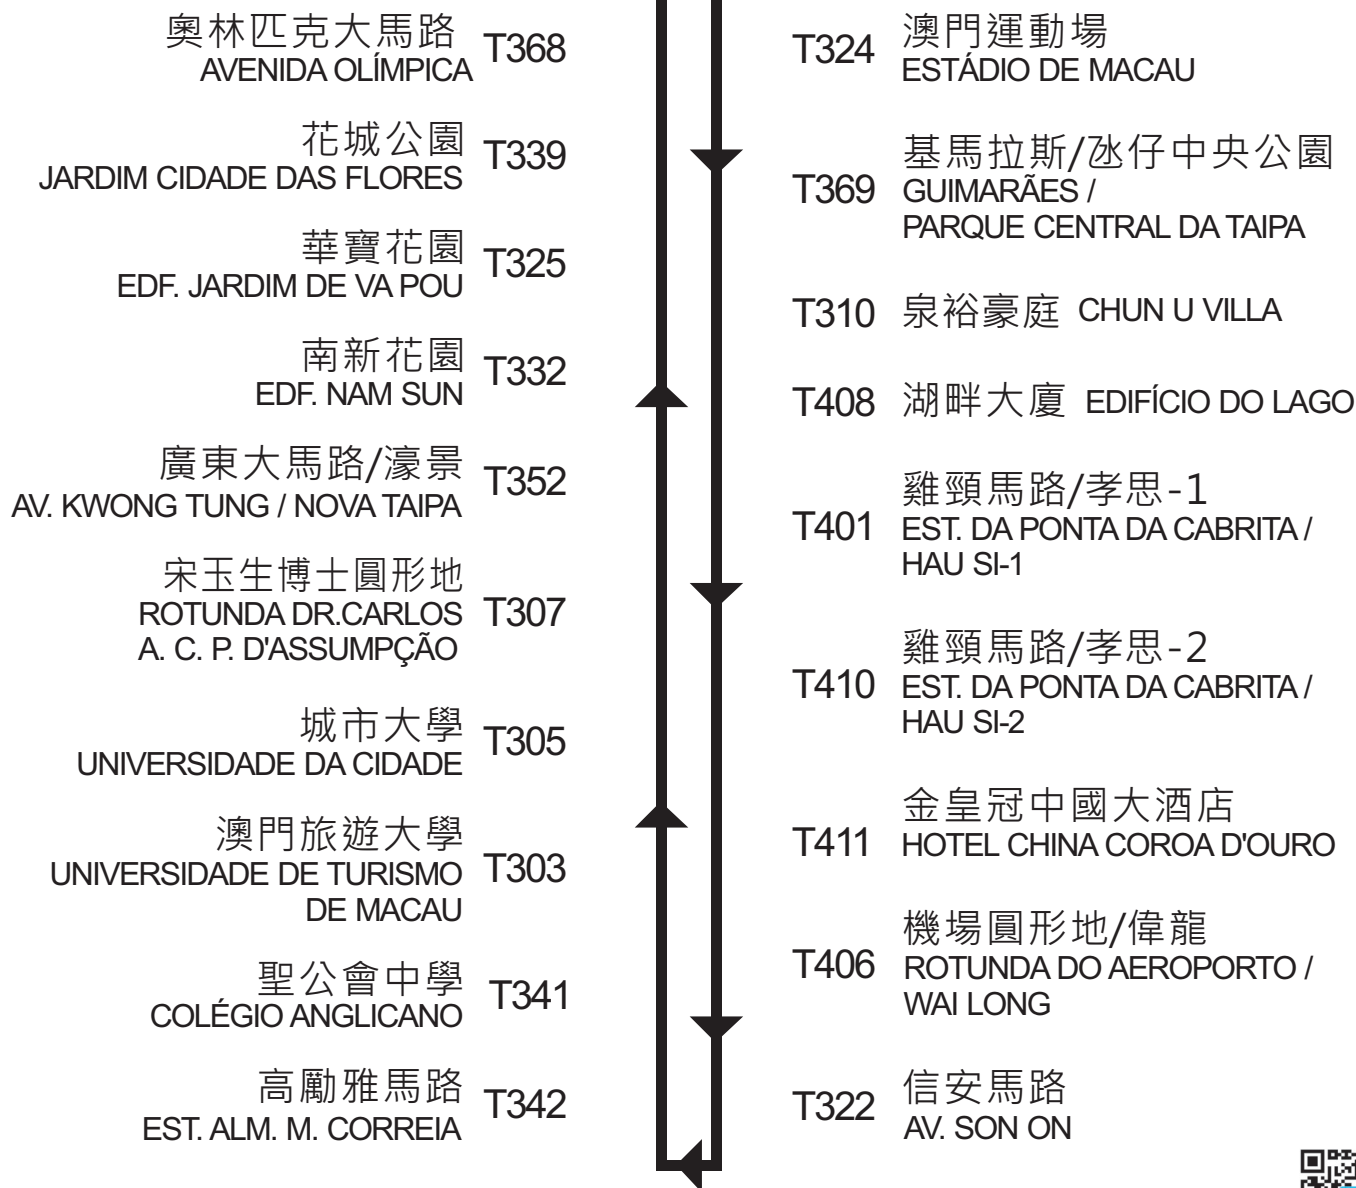 奧林匹克大馬路
AVENIDA OLÍMPICA
T368
花城公園
JARDIM CIDADE DAS FLORES
T339
華寶花園
EDF. JARDIM DE VA POU
T325
南新花園
EDF. NAM SUN
T332
廣東大馬路/濠景
AV. KWONG TUNG / NOVA TAIPA
T352
宋玉生博士圓形地
ROTUNDA DR.CARLOS
A. C. P. D'ASSUMPÇÃO
T307
城市大學
UNIVERSIDADE DA CIDADE
T305
澳門旅遊大學
UNIVERSIDADE DE TURISMO
DE MACAU
T303
聖公會中學
COLÉGIO ANGLICANO
T341
高勵雅馬路
EST. ALM. M. CORREIA
T342
T324
澳門運動場
ESTÁDIO DE MACAU
T369
基馬拉斯/氹仔中央公園
GUIMARÃES /
PARQUE CENTRAL DA TAIPA
T310 泉裕豪庭 CHUN U VILLA
T408 湖畔大廈 EDIFÍCIO DO LAGO
T401
雞頸馬路/孝思-1
EST. DA PONTA DA CABRITA /
HAU SI-1
T410
雞頸馬路/孝思-2
EST. DA PONTA DA CABRITA /
HAU SI-2
T411
金皇冠中國大酒店
HOTEL CHINA COROA D'OURO
T406
機場圓形地/偉龍
ROTUNDA DO AEROPORTO /
WAI LONG
T322
信安馬路
AV. SON ON